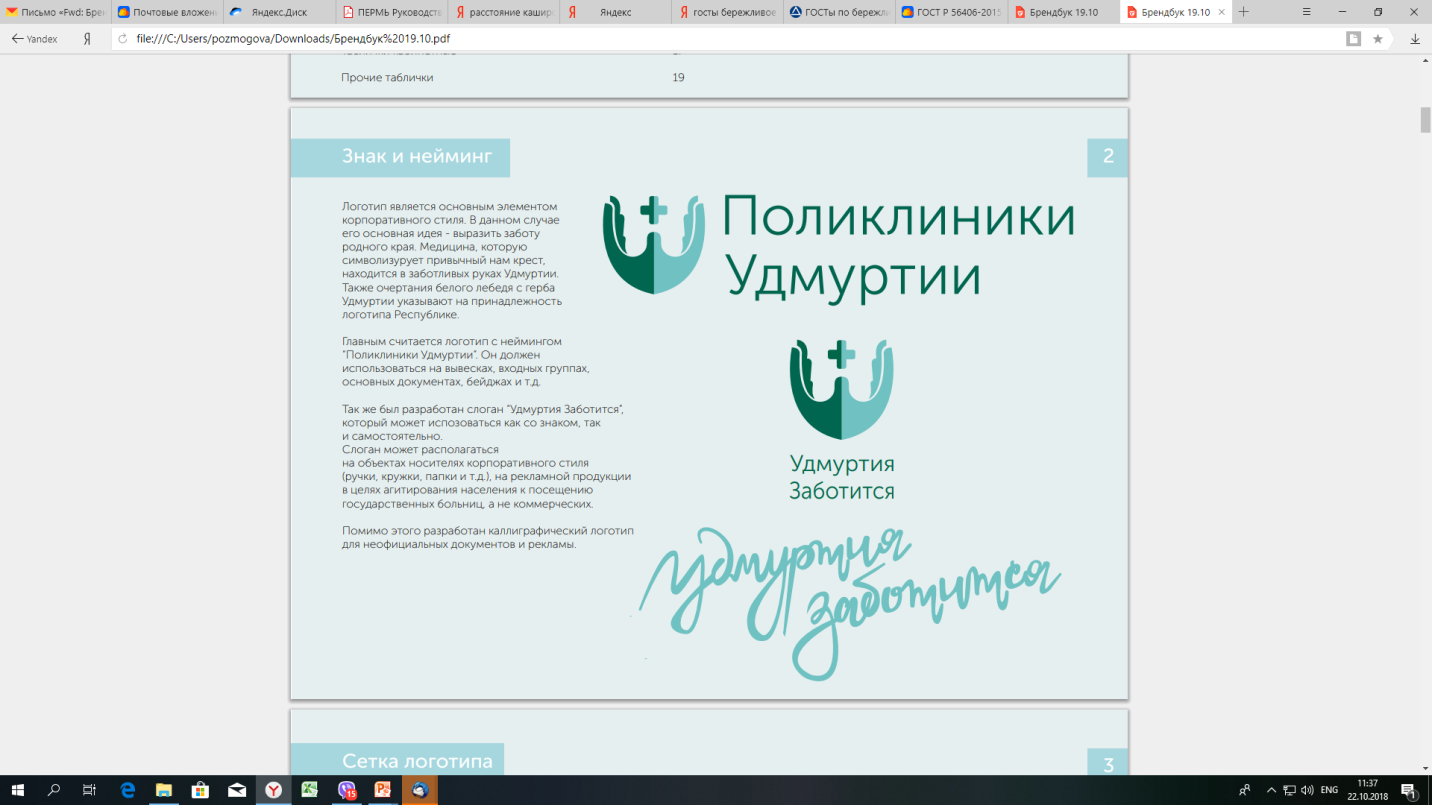 Письмо «Fwd: Брен
Почтовые вложен
Яндекс.Диск
ПЕРМЬ Руководств
расстояние кашир
Яндекс
госты бережливое
ГОСТы по бережли
ГОСТ Р 56406-2015
Брендбук 19.10
Брендбук 19.10
Yandex
Я
file:///C:/Users/pozmogova/Downloads/Брендбук%2019.10.pdf
Прочие таблички 19
Знак и нейминг
2
Логотип является основным элементом
корпоративного стиля. В данном случае
его основная идея - выразить заботу
родного края. Медицина, которую
символизурует привычный нам крест,
находится в заботливых руках Удмуртии.
Также очертания белого лебедя с герба
Удмуртии указывают на принадлежность
логотипа Республике.
Главным считается логотип с неймингом
“Поликлиники Удмуртии”. Он должен
использоваться на вывесках, входных группах,
основных документах, бейджах и т.д.
Так же был разработан слоган “Удмуртия Заботится”,
который может испозоваться как со знаком, так
и самостоятельно.
Слоган может располагаться
на объектах носителях корпоративного стиля
(ручки, кружки, папки и т.д.), на рекламной продукции
в целях агитирования населения к посещению
государственных больниц, а не коммерческих.
Помимо этого разработан каллиграфический логотип
для неофициальных документов и рекламы.
Поликлиники
Удмуртии
Удмуртия
Заботится
удмуртия
заботится
Сетка логотипа
3
15
ENG
11:37
22.10.2018
1